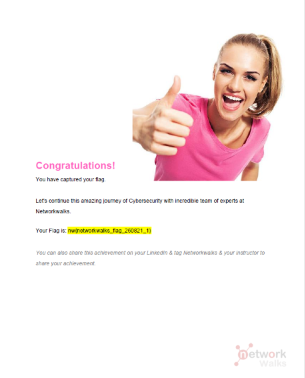 Congratulations!
You have captured your flag.
Let's continue this amazing journey of Cybersecurity with incredible team of experts at
Networkwalks.
Your Flag is: nw{networkwalks_flag_260821_1}
You can also share this achievement on your LinkedIn & tag Networkwalks & your instructor to
share your achievement.
network
Walks